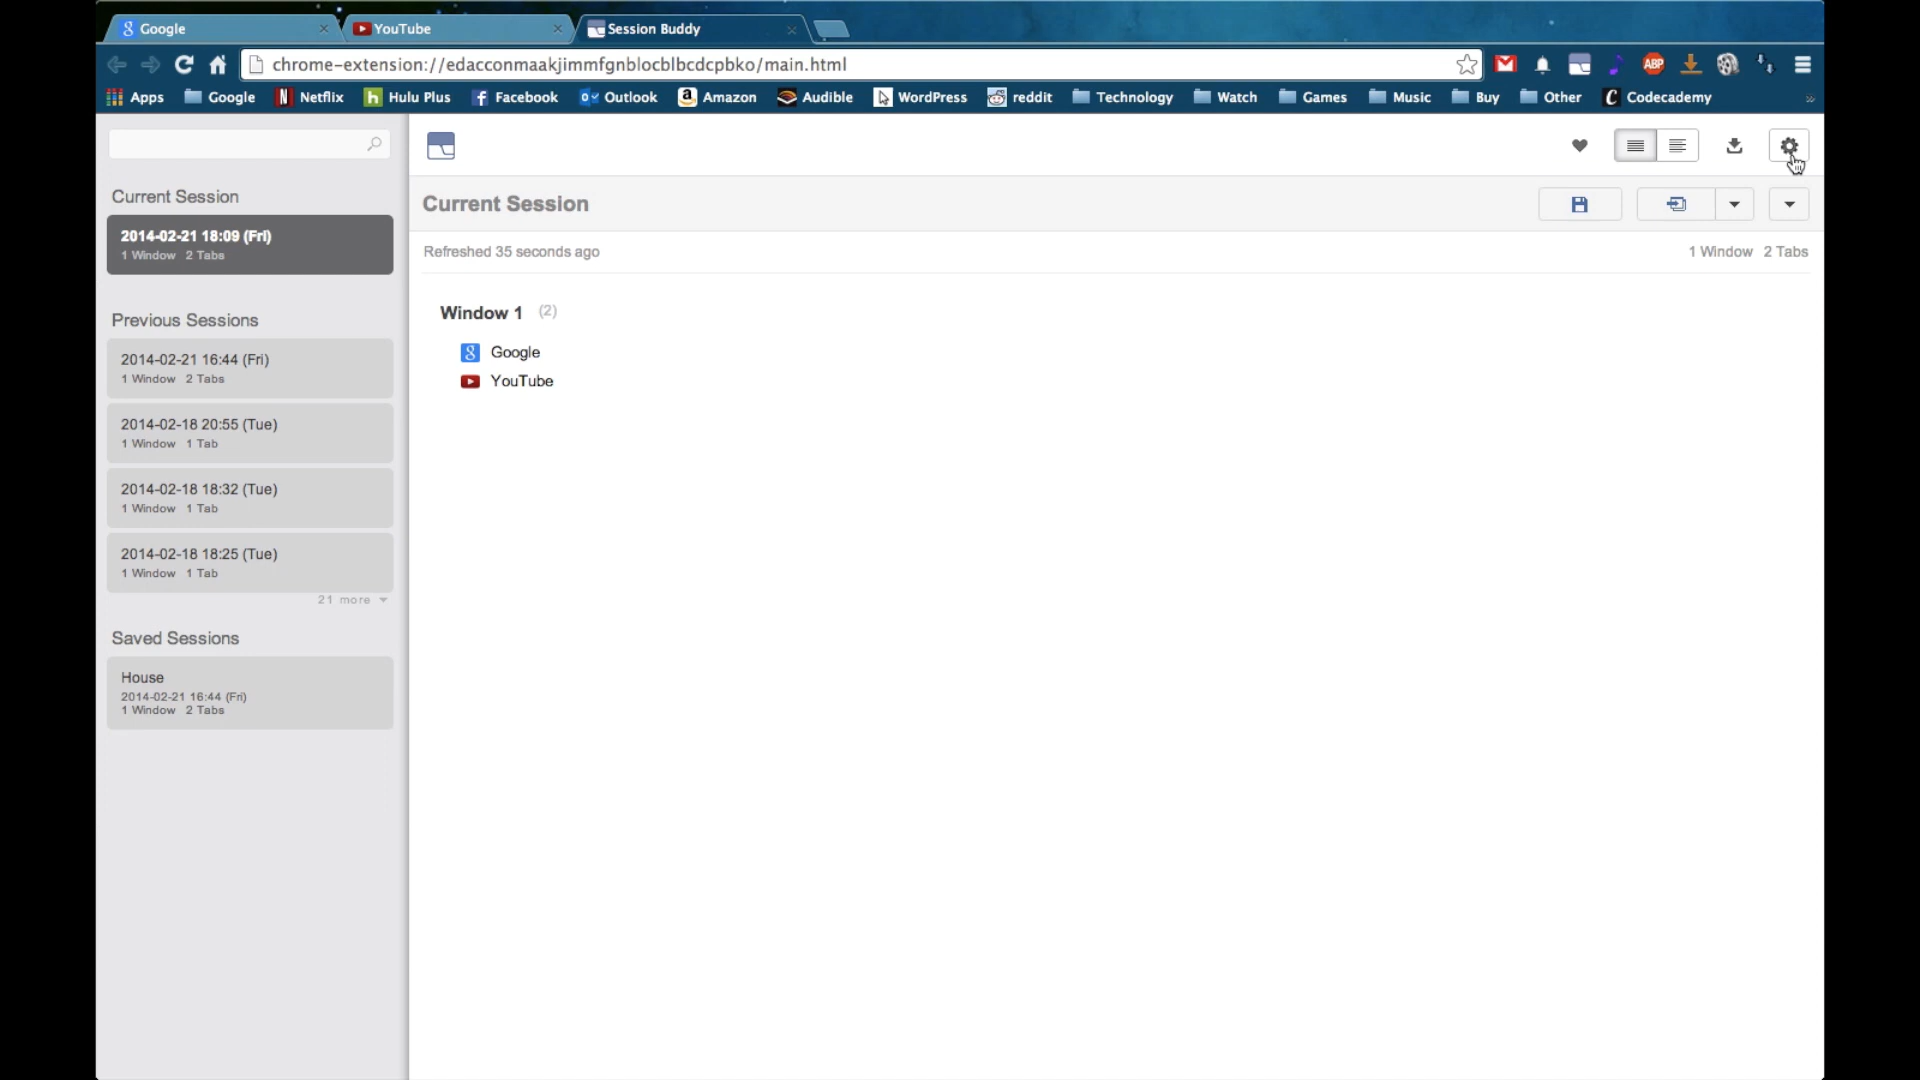 Google
YouTube
Session Buddy
chrome-extension://edacconmaakjimmfgnblocblbcdcpbko/main.html
ABP
Apps Google Netflix Hulu Plus Facebook Outlook Amazon Audible WordPress reddit Technology Watch Games Music Buy Other Codecademy »
Current Session
2014-02-21 18:09 (Fri)
1 Window 2 Tabs
Previous Sessions
2014-02-21 16:44 (Fri)
1 Window 2 Tabs
2014-02-18 20:55 (Tue)
1 Window 1 Tab
2014-02-18 18:32 (Tue)
1 Window 1 Tab
2014-02-18 18:25 (Tue)
1 Window 1 Tab
21 more
Saved Sessions
House
2014-02-21 16:44 (Fri)
1 Window 2 Tabs
Current Session
Refreshed 35 seconds ago
1 Window 2 Tabs
Window 1 (2)
Google
YouTube